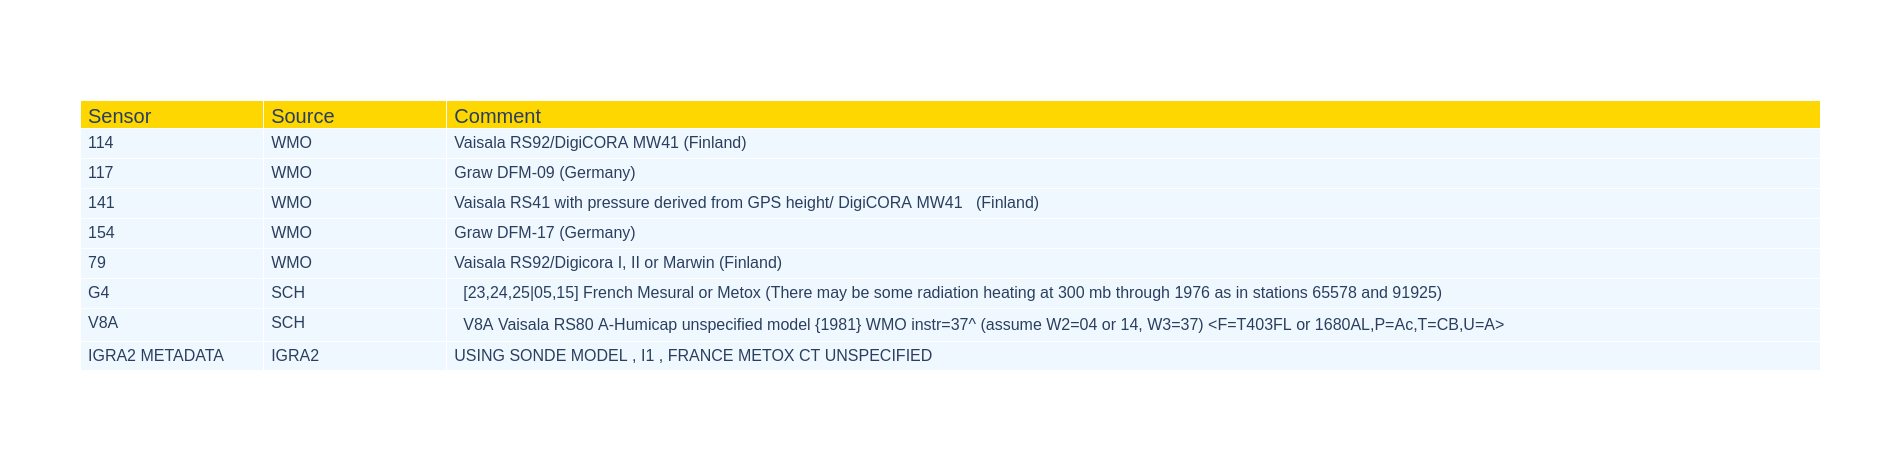 Sensor Source Comment
114 WMO Vaisala RS92/DigiCORA MW41 (Finland)
117 WMO Graw DFM-09 (Germany)
141 WMO Vaisala RS41 with pressure derived from GPS height/ DigiCORA MW41 (Finland)
154 WMO Graw DFM-17 (Germany)
79 WMO Vaisala RS92/Digicora I, II or Marwin (Finland)
G4 SCH [23,24,25|05,15] French Mesural or Metox (There may be some radiation heating at 300 mb through 1976 as in stations 65578 and 91925)
V8A SCH V8A Vaisala RS80 A-Humicap unspecified model {1981} WMO instr=37^ (assume W2=04 or 14, W3=37) <F=T403FL or 1680AL,P=Ac,T=CB,U=A>
IGRA2 METADATA IGRA2 USING SONDE MODEL , I1 , FRANCE METOX CT UNSPECIFIED